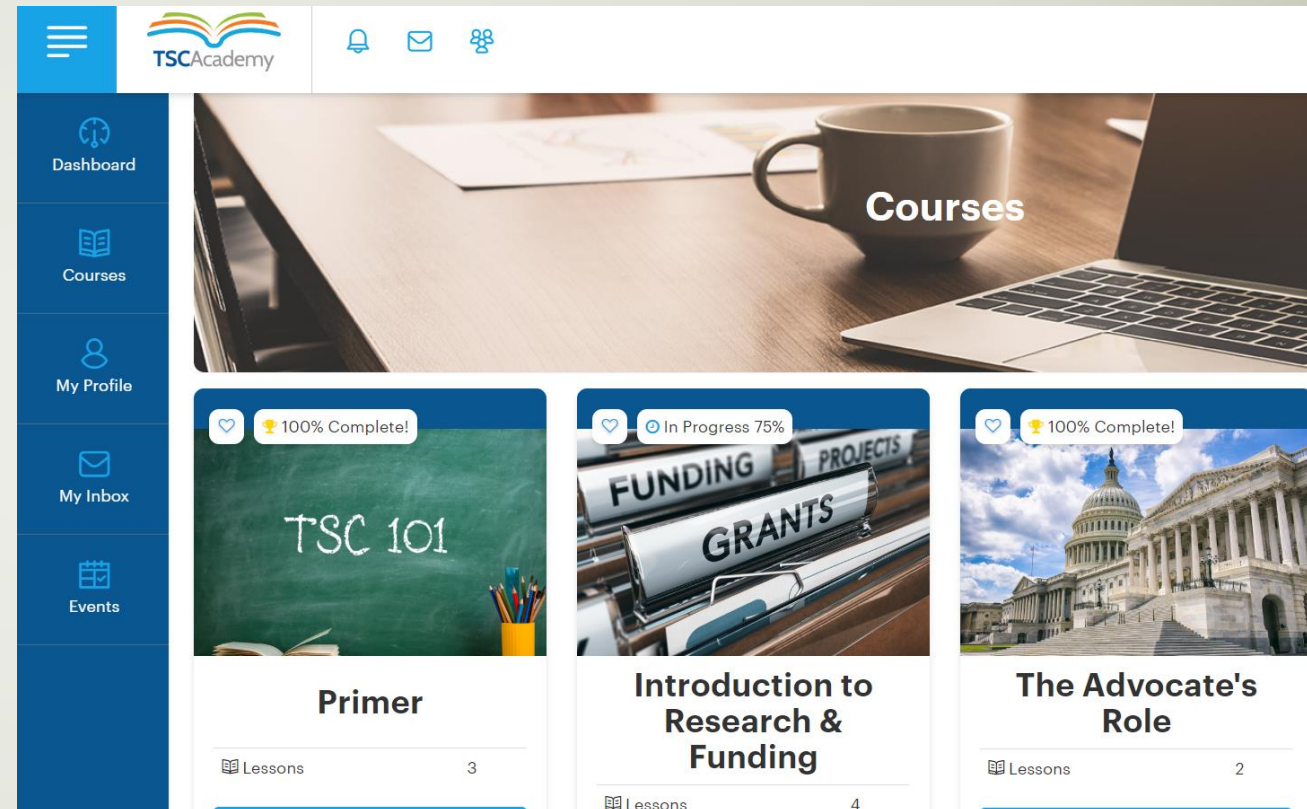 TSCAcademy
Dashboard
Courses
My Profile
My Inbox
Events
Courses
100% Complete!
TSC 101
Primer
Lessons 3
In Progress 75%
FUNDING
PROJECTS
GRANTS
Introduction to
Research &
Funding
Lessons 4
100% Complete!
The Advocate's
Role
Lessons 2